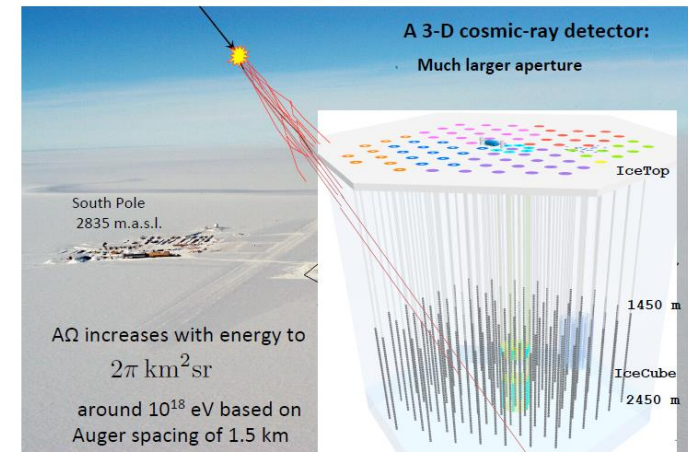 A 3-D cosmic-ray detector:
Much larger aperture
IceTop
South Pole
2835 m.a.s.l.
1450 m
AΩ increases with energy to
2π km²sr
IceCube
2450 m
around 10¹⁸ eV based on
Auger spacing of 1.5 km